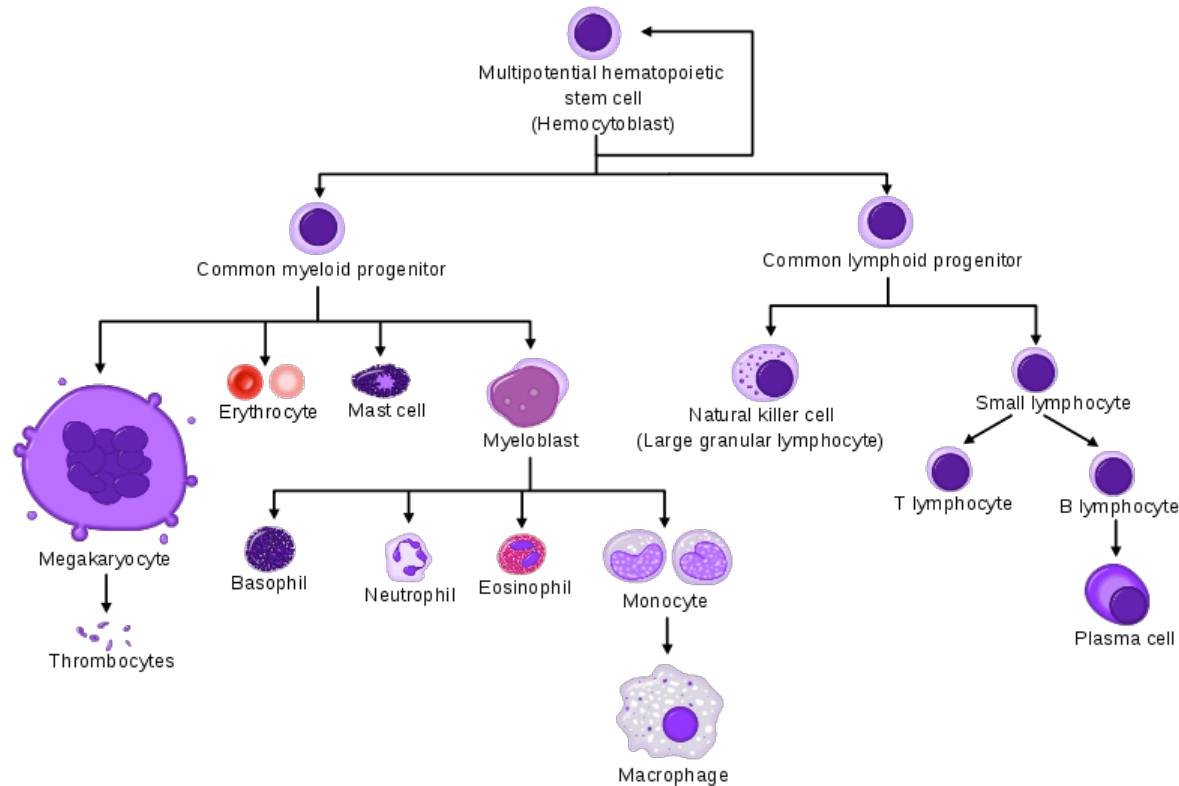 Multipotential hematopoietic
stem cell
(Hemocytoblast)
Common myeloid progenitor
Common lymphoid progenitor
Erythrocyte
Mast cell
Myeloblast
Natural killer cell
(Large granular lymphocyte)
Small lymphocyte
T lymphocyte
B lymphocyte
Megakaryocyte
Basophil
Neutrophil
Eosinophil
Monocyte
Plasma cell
Thrombocytes
Macrophage